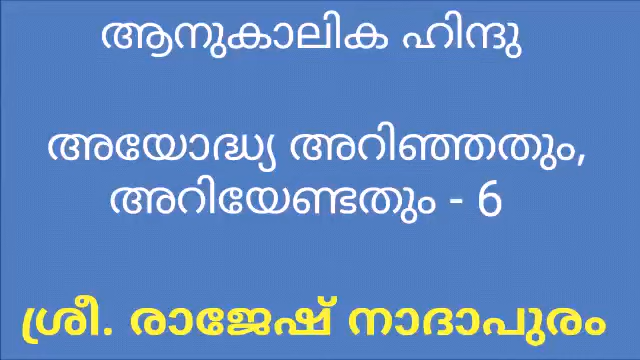 ആനുകാലിക ഹിന്ദു
അയോദ്ധ്യ അറിഞ്ഞതും,
അറിയേണ്ടതും - 6
ശ്രീ. രാജേഷ് നാദാപുരം